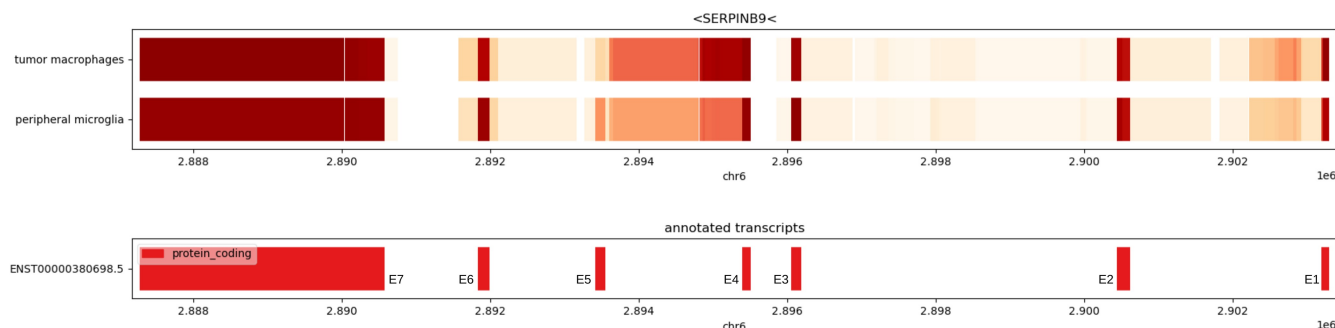 <SERPINB9<
tumor macrophages
peripheral microglia
2.888 2.890 2.892 2.894 2.896 2.898 2.900 2.902
chr6
1e6
annotated transcripts
protein_coding
ENST00000380698.5
E7 E6 E5 E4 E3 E2 E1
2.888 2.890 2.892 2.894 2.896 2.898 2.900 2.902
chr6
1e6